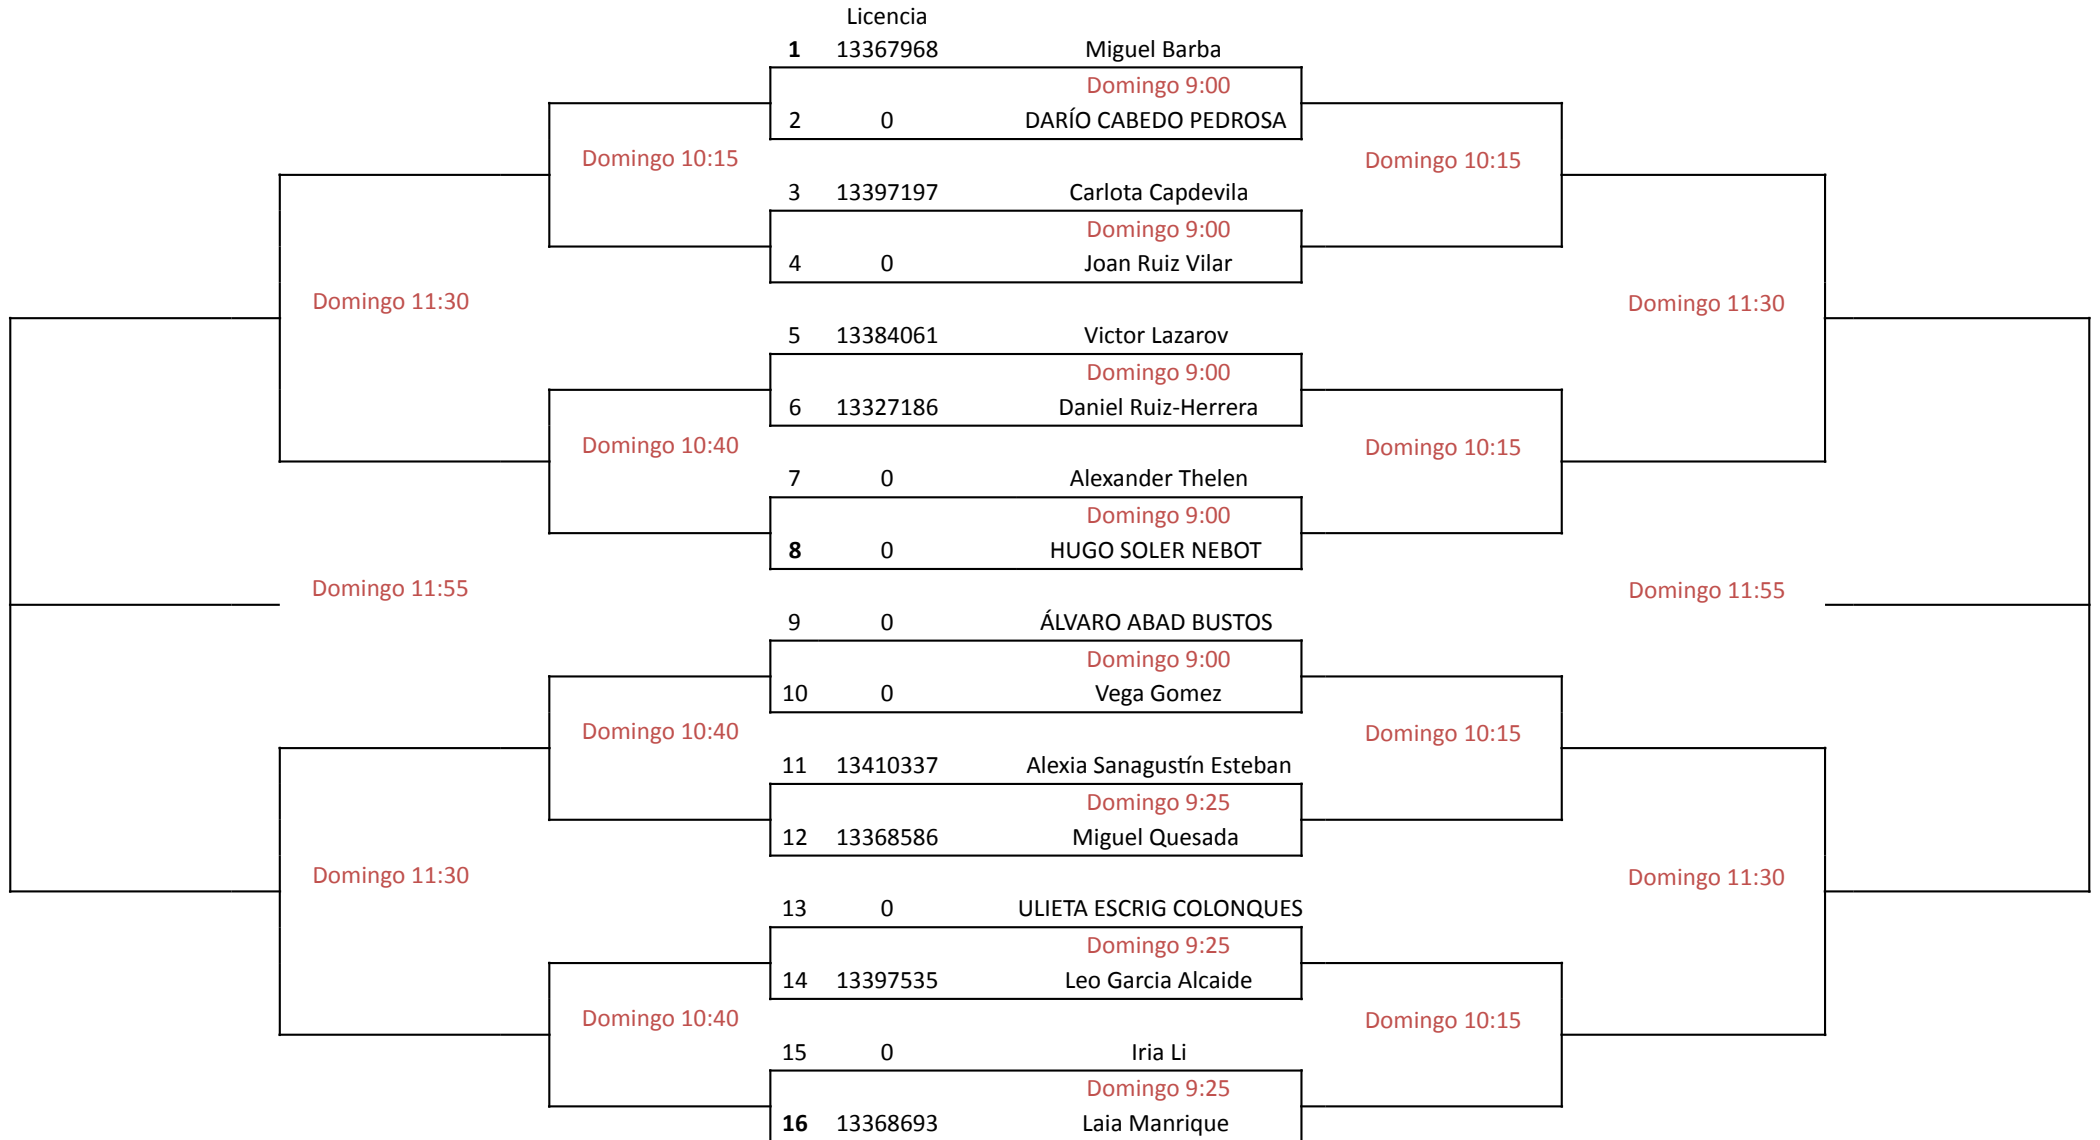 Licencia
1 13367968 Miguel Barba
Domingo 9:00
2 0 DARÍO CABEDO PEDROSA
Domingo 10:15 Domingo 10:15
3 13397197 Carlota Capdevila
Domingo 9:00
4 0 Joan Ruiz Vilar
Domingo 11:30 Domingo 11:30
5 13384061 Victor Lazarov
Domingo 9:00
6 13327186 Daniel Ruiz-Herrera
Domingo 10:40 Domingo 10:15
7 0 Alexander Thelen
Domingo 9:00
8 0 HUGO SOLER NEBOT
Domingo 11:55 Domingo 11:55
9 0 ÁLVARO ABAD BUSTOS
Domingo 9:00
10 0 Vega Gomez
Domingo 10:40 Domingo 10:15
11 13410337 Alexia Sanagustín Esteban
Domingo 9:25
12 13368586 Miguel Quesada
Domingo 11:30 Domingo 11:30
13 0 ULIETA ESCRIG COLONQUES
Domingo 9:25
14 13397535 Leo Garcia Alcaide
Domingo 10:40 Domingo 10:15
15 0 Iria Li
Domingo 9:25
16 13368693 Laia Manrique